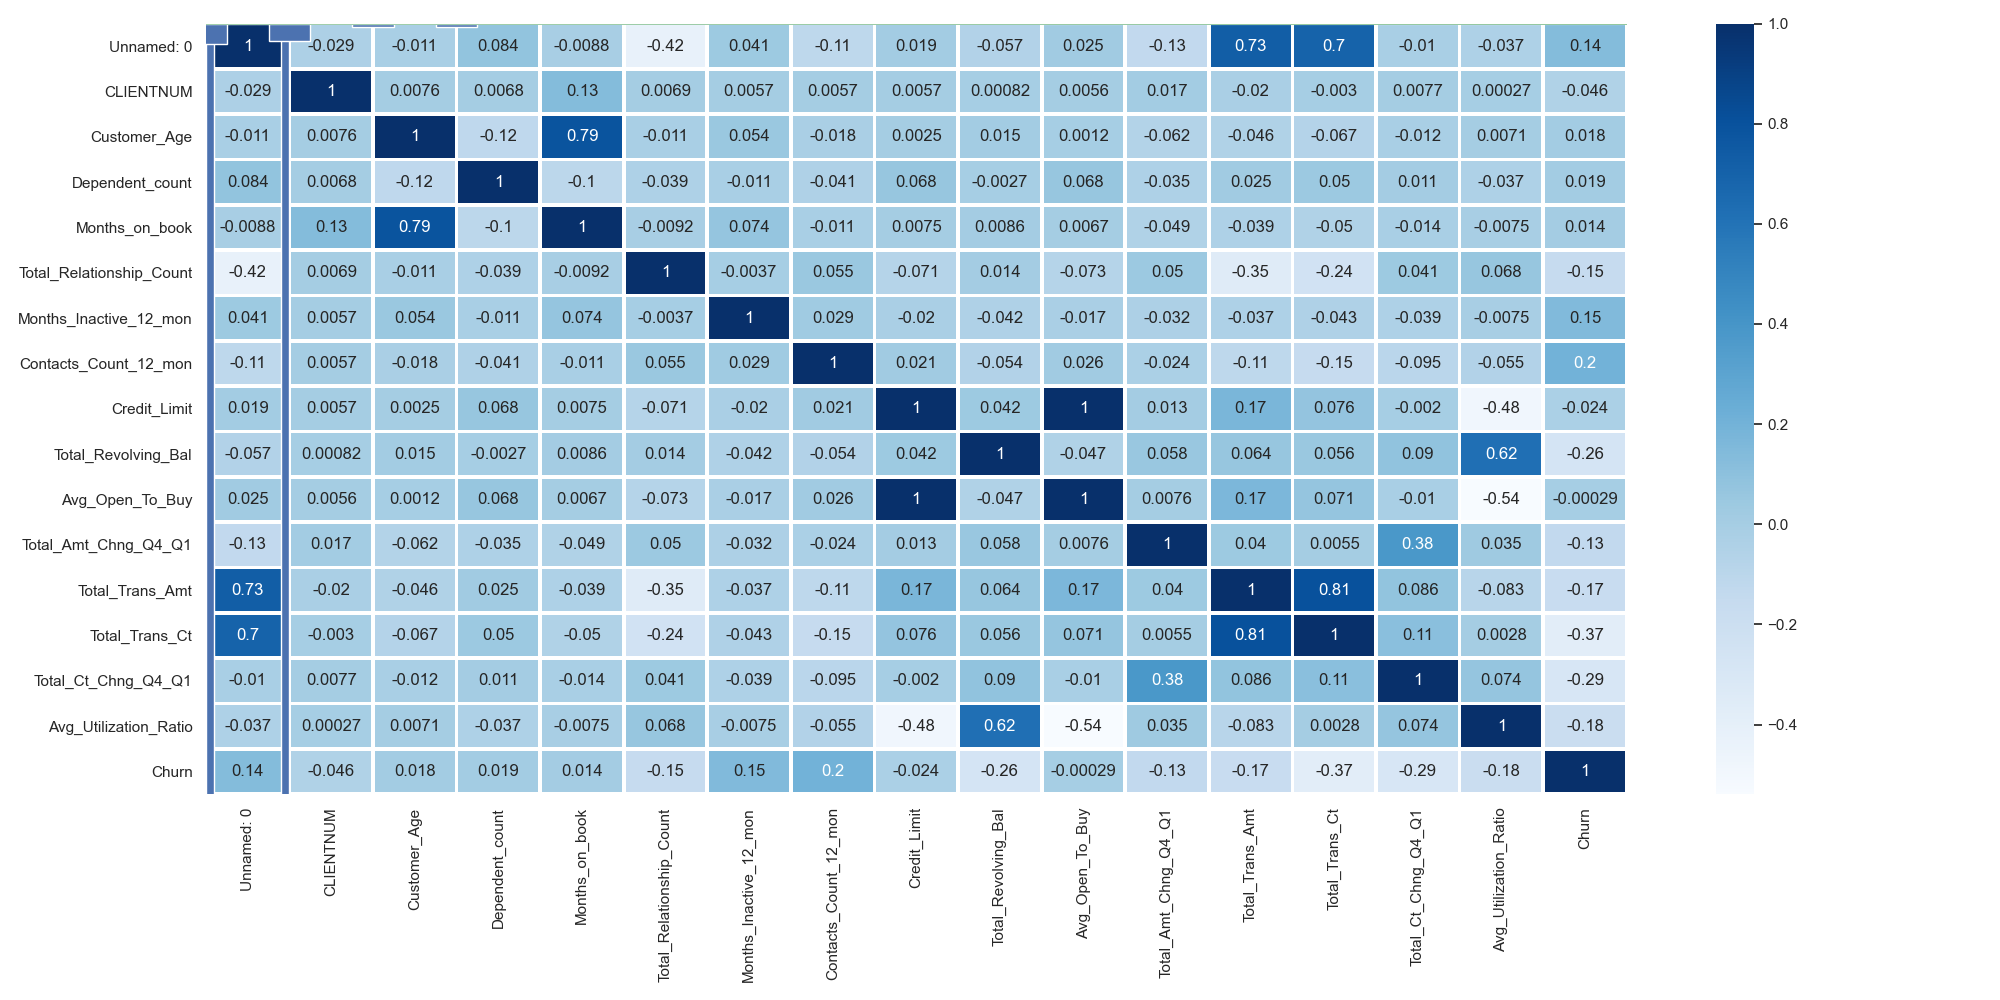 Unnamed: 0 1 -0.029 -0.011 0.084 -0.0088 -0.42 0.041 -0.11 0.019 -0.057 0.025 -0.13 0.73 0.7 -0.01 -0.037 0.14
CLIENTNUM -0.029 1 0.0076 0.0068 0.13 0.0069 0.0057 0.0057 0.0057 0.00082 0.0056 0.017 -0.02 -0.003 0.0077 0.00027 -0.046
Customer_Age -0.011 0.0076 1 -0.12 0.79 -0.011 0.054 -0.018 0.0025 0.015 0.0012 -0.062 -0.046 -0.067 -0.012 0.0071 0.018
Dependent_count 0.084 0.0068 -0.12 1 -0.1 -0.039 -0.011 -0.041 0.068 -0.0027 0.068 -0.035 0.025 0.05 0.011 -0.037 0.019
Months_on_book -0.0088 0.13 0.79 -0.1 1 -0.0092 0.074 -0.011 0.0075 0.0086 0.0067 -0.049 -0.039 -0.05 -0.014 -0.0075 0.014
Total_Relationship_Count -0.42 0.0069 -0.011 -0.039 -0.0092 1 -0.0037 0.055 -0.071 0.014 -0.073 0.05 -0.35 -0.24 0.041 0.068 -0.15
Months_Inactive_12_mon 0.041 0.0057 0.054 -0.011 0.074 -0.0037 1 0.029 -0.02 -0.042 -0.017 -0.032 -0.037 -0.043 -0.039 -0.0075 0.15
Contacts_Count_12_mon -0.11 0.0057 -0.018 -0.041 -0.011 0.055 0.029 1 0.021 -0.054 0.026 -0.024 -0.11 -0.15 -0.095 -0.055 0.2
Credit_Limit 0.019 0.0057 0.0025 0.068 0.0075 -0.071 -0.02 0.021 1 0.042 1 0.013 0.17 0.076 -0.002 -0.48 -0.024
Total_Revolving_Bal -0.057 0.00082 0.015 -0.0027 0.0086 0.014 -0.042 -0.054 0.042 1 -0.047 0.058 0.064 0.056 0.09 0.62 -0.26
Avg_Open_To_Buy 0.025 0.0056 0.0012 0.068 0.0067 -0.073 -0.017 0.026 1 -0.047 1 0.0076 0.17 0.071 -0.01 -0.54 -0.00029
Total_Amt_Chng_Q4_Q1 -0.13 0.017 -0.062 -0.035 -0.049 0.05 -0.032 -0.024 0.013 0.058 0.0076 1 0.04 0.0055 0.38 0.035 -0.13
Total_Trans_Amt 0.73 -0.02 -0.046 0.025 -0.039 -0.35 -0.037 -0.11 0.17 0.064 0.17 0.04 1 0.81 0.086 -0.083 -0.17
Total_Trans_Ct 0.7 -0.003 -0.067 0.05 -0.05 -0.24 -0.043 -0.15 0.076 0.056 0.071 0.0055 0.81 1 0.11 0.0028 -0.37
Total_Ct_Chng_Q4_Q1 -0.01 0.0077 -0.012 0.011 -0.014 0.041 -0.039 -0.095 -0.002 0.09 -0.01 0.38 0.086 0.11 1 0.074 -0.29
Avg_Utilization_Ratio -0.037 0.00027 0.0071 -0.037 -0.0075 0.068 -0.0075 -0.055 -0.48 0.62 -0.54 0.035 -0.083 0.0028 0.074 1 -0.18
Churn 0.14 -0.046 0.018 0.019 0.014 -0.15 0.15 0.2 -0.024 -0.26 -0.00029 -0.13 -0.17 -0.37 -0.29 -0.18 1
Unnamed: 0
CLIENTNUM
Customer_Age
Dependent_count
Months_on_book
Total_Relationship_Count
Months_Inactive_12_mon
Contacts_Count_12_mon
Credit_Limit
Total_Revolving_Bal
Avg_Open_To_Buy
Total_Amt_Chng_Q4_Q1
Total_Trans_Amt
Total_Trans_Ct
Total_Ct_Chng_Q4_Q1
Avg_Utilization_Ratio
Churn
1.0
0.8
0.6
0.4
0.2
0.0
−0.2
−0.4